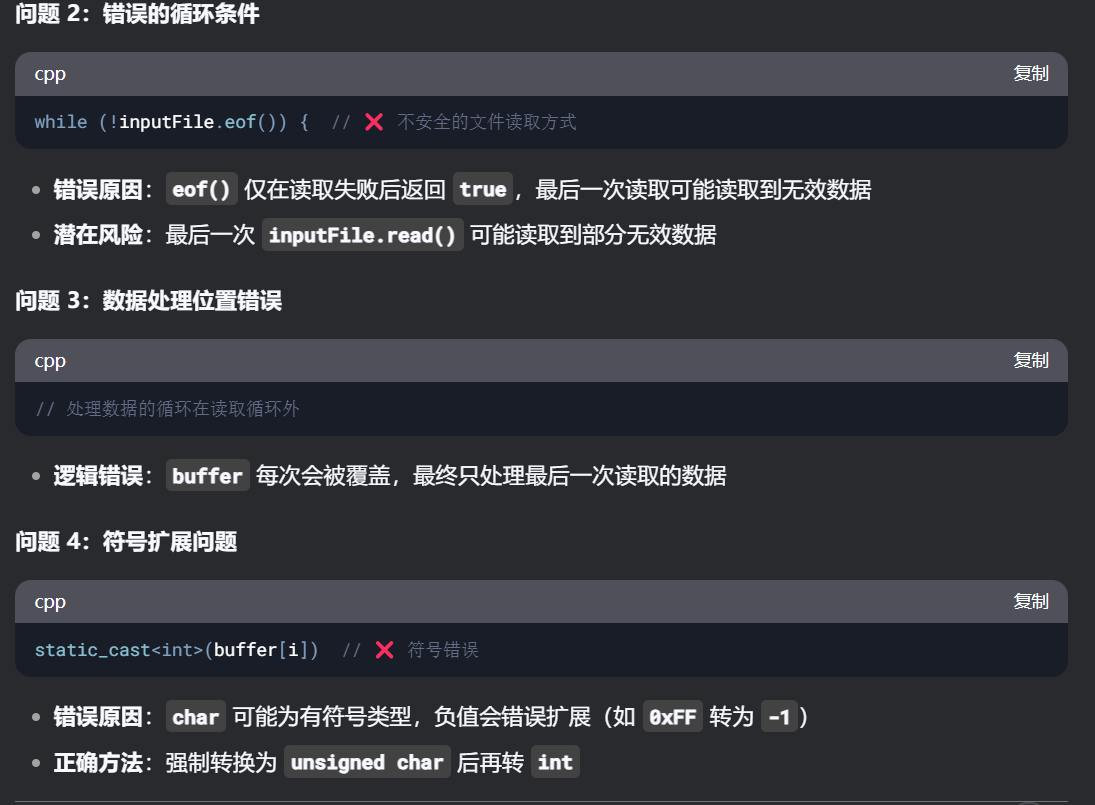 问题 2：错误的循环条件
cpp 复制
while (!inputFile.eof()) { // ❌ 不安全的文件读取方式
• 错误原因：eof() 仅在读取失败后返回 true，最后一次读取可能读取到无效数据
• 潜在风险：最后一次 inputFile.read() 可能读取到部分无效数据
问题 3：数据处理位置错误
cpp 复制
// 处理数据的循环在读取循环外
• 逻辑错误：buffer 每次会被覆盖，最终只处理最后一次读取的数据
问题 4：符号扩展问题
cpp 复制
static_cast<int>(buffer[i]) // ❌ 符号错误
• 错误原因：char 可能为有符号类型，负值会错误扩展（如 0xFF 转为 -1）
• 正确方法：强制转换为 unsigned char 后再转 int